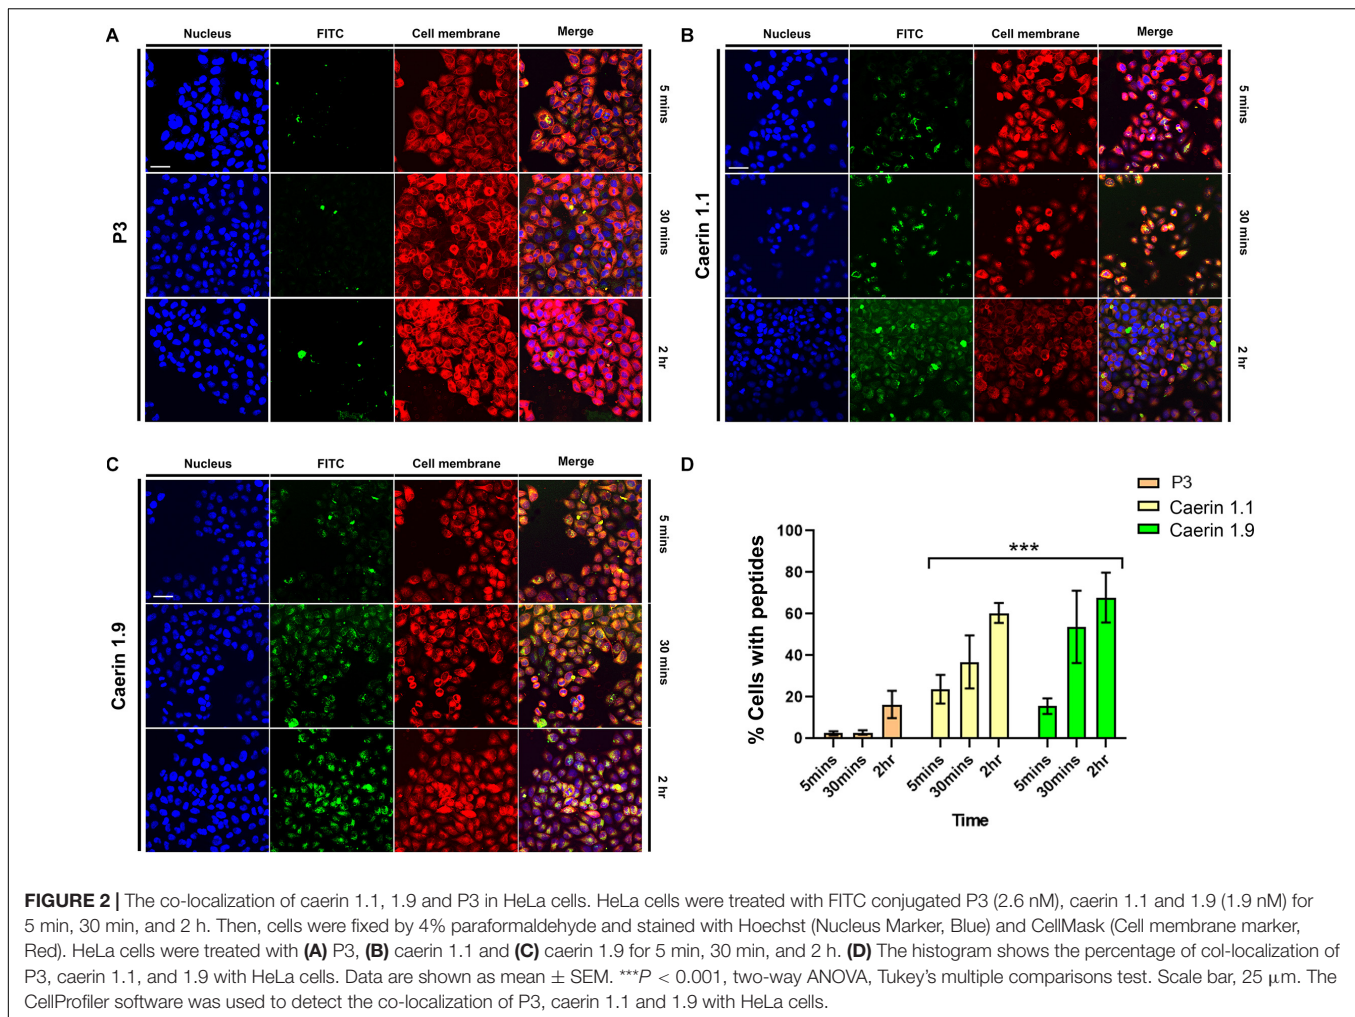 A
Nucleus FITC Cell membrane Merge
P3
5 mins
30 mins
2 hr
B
Nucleus FITC Cell membrane Merge
Caerin 1.1
5 mins
30 mins
2 hr
C
Nucleus FITC Cell membrane Merge
Caerin 1.9
5 mins
30 mins
2 hr
D
P3
Caerin 1.1
Caerin 1.9
% Cells with peptides
100
80
60
40
20
0
***
5mins 30mins 2hr 5mins 30mins 2hr 5mins 30mins 2hr
Time
FIGURE 2 | The co-localization of caerin 1.1, 1.9 and P3 in HeLa cells. HeLa cells were treated with FITC conjugated P3 (2.6 nM), caerin 1.1 and 1.9 (1.9 nM) for
5 min, 30 min, and 2 h. Then, cells were fixed by 4% paraformaldehyde and stained with Hoechst (Nucleus Marker, Blue) and CellMask (Cell membrane marker,
Red). HeLa cells were treated with (A) P3, (B) caerin 1.1 and (C) caerin 1.9 for 5 min, 30 min, and 2 h. (D) The histogram shows the percentage of col-localization of
P3, caerin 1.1, and 1.9 with HeLa cells. Data are shown as mean ± SEM. ***P < 0.001, two-way ANOVA, Tukey's multiple comparisons test. Scale bar, 25 μm. The
CellProfiler software was used to detect the co-localization of P3, caerin 1.1 and 1.9 with HeLa cells.